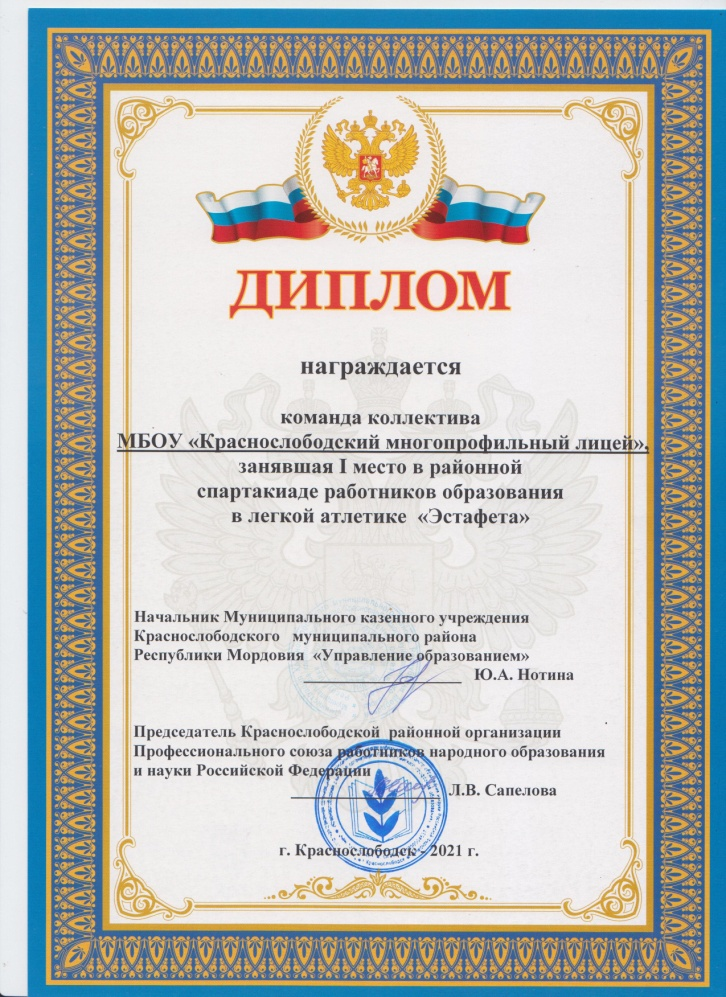 ДИПЛОМ
награждается
команда коллектива
МБОУ «Краснослободский многопрофильный лицей»,
занявшая I место в районной
спартакиаде работников образования
в легкой атлетике «Эстафета»
Начальник Муниципального казенного учреждения
Краснослободского муниципального района
Республики Мордовия «Управление образованием»
Ю.А. Нотина
Председатель Краснослободской районной организации
Профессионального союза работников народного образования
и науки Российской Федерации
Л.В. Сапелова
г. Краснослободск - 2021 г.